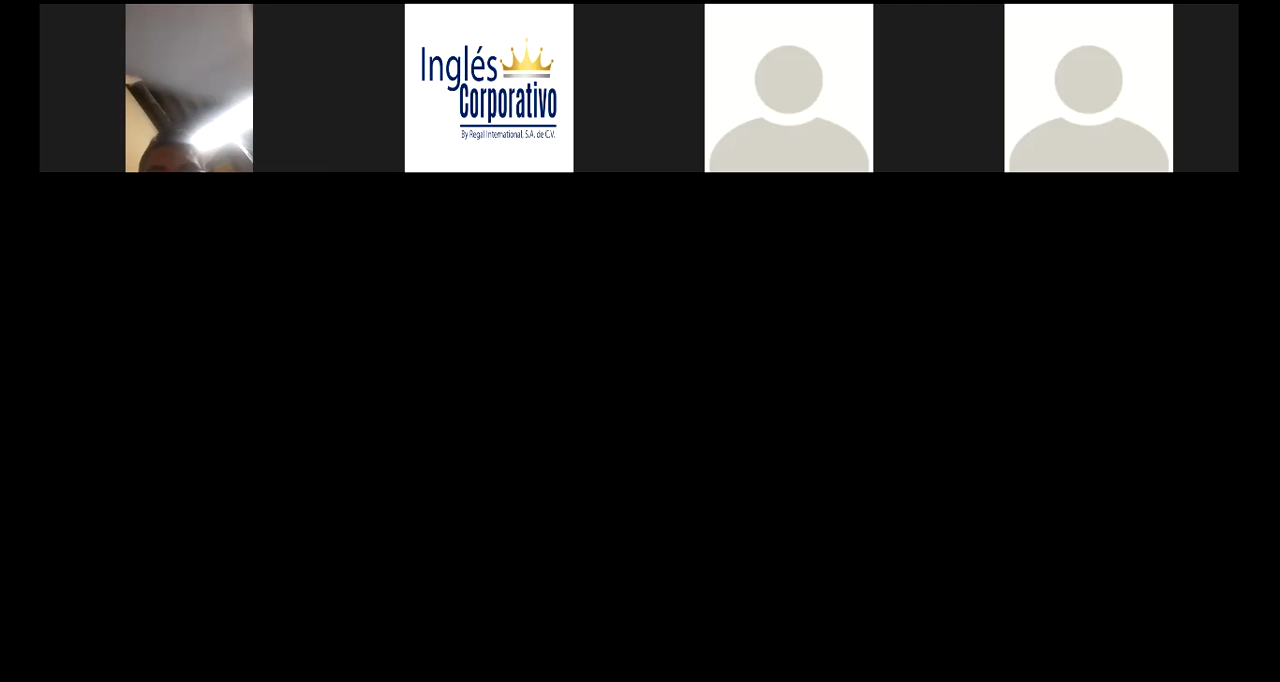 Inglés
Corporativo
By Regal International, S.A. de C.V.